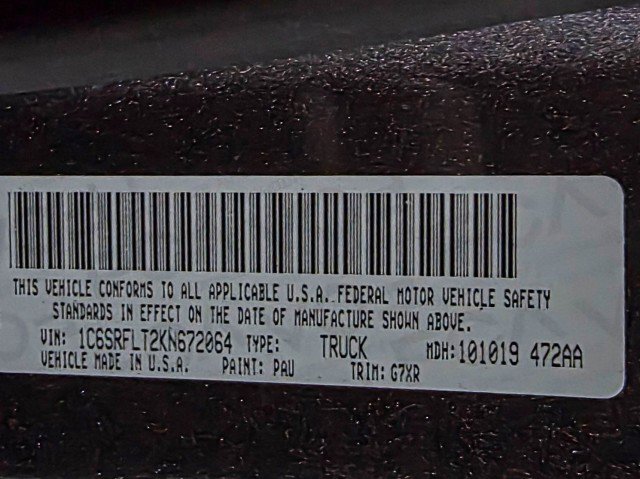 THIS VEHICLE CONFORMS TO ALL APPLICABLE U.S.A. FEDERAL MOTOR VEHICLE SAFETY
STANDARDS IN EFFECT ON THE DATE OF MANUFACTURE SHOWN ABOVE.
VIN: 1C6SRFLT2KN672064 TYPE: TRUCK MDH: 101019 472AA
VEHICLE MADE IN U.S.A. PAINT: PAU TRIM: G7XR